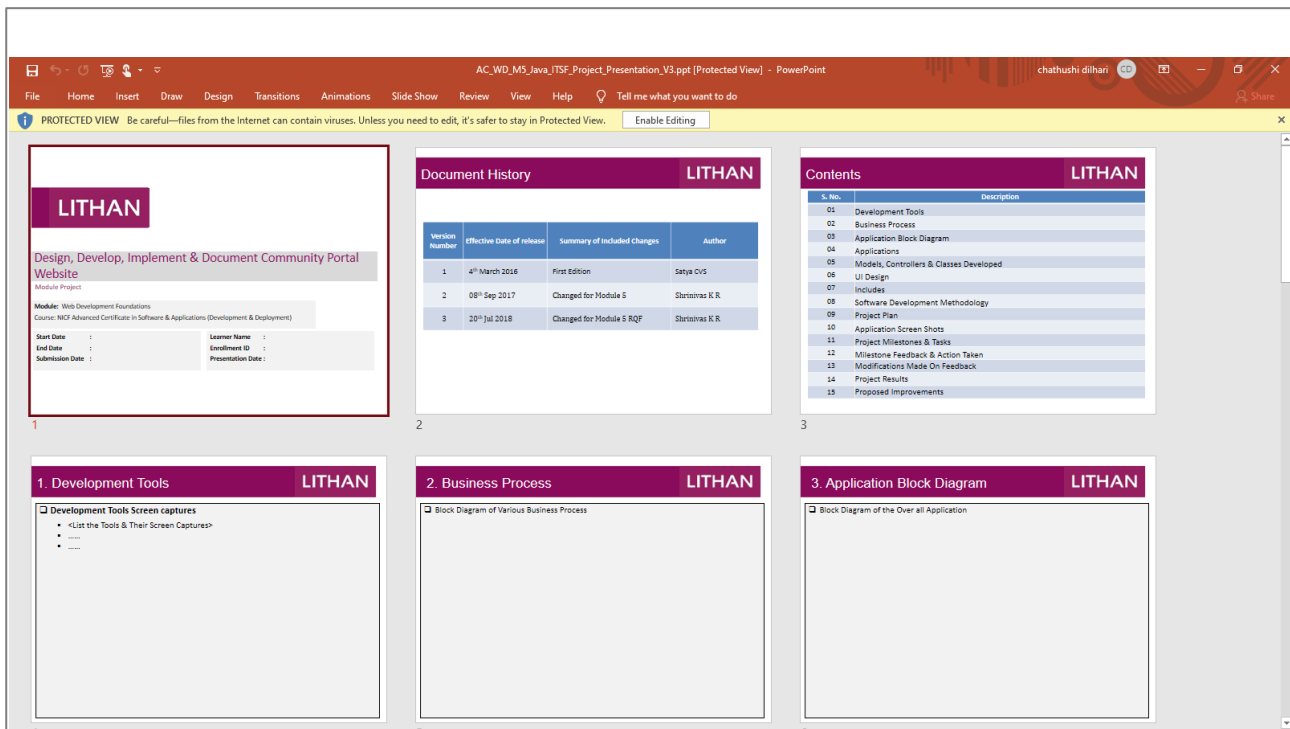 AC_WD_M5_Java_ITSF_Project_Presentation_V3.ppt [Protected View] - PowerPoint
chathushi dilhari CD
File Home Insert Draw Design Transitions Animations Slide Show Review View Help Tell me what you want to do Share
PROTECTED VIEW Be careful—files from the Internet can contain viruses. Unless you need to edit, it's safer to stay in Protected View. Enable Editing
LITHAN
Design, Develop, Implement & Document Community Portal
Website
Module Project
Module: Web Development Foundations
Course: NICF Advanced Certificate in Software & Applications (Development & Deployment)
Start Date : Learner Name :
End Date : Enrollment ID :
Submission Date : Presentation Date :
1
Document History LITHAN
Version Number Effective Date of release Summary of Included Changes Author
1 4th March 2016 First Edition Satya CVS
2 08th Sep 2017 Changed for Module 5 Shrinivas K R
3 20th Jul 2018 Changed for Module 5 RQF Shrinivas K R
2
Contents LITHAN
S. No. Description
01 Development Tools
02 Business Process
03 Application Block Diagram
04 Applications
05 Models, Controllers & Classes Developed
06 UI Design
07 Includes
08 Software Development Methodology
09 Project Plan
10 Application Screen Shots
11 Project Milestones & Tasks
12 Milestone Feedback & Action Taken
13 Modifications Made On Feedback
14 Project Results
15 Proposed Improvements
3
1. Development Tools LITHAN
Development Tools Screen captures
• <List the Tools & Their Screen Captures>
• ......
• ......
2. Business Process LITHAN
Block Diagram of Various Business Process
3. Application Block Diagram LITHAN
Block Diagram of the Over all Application